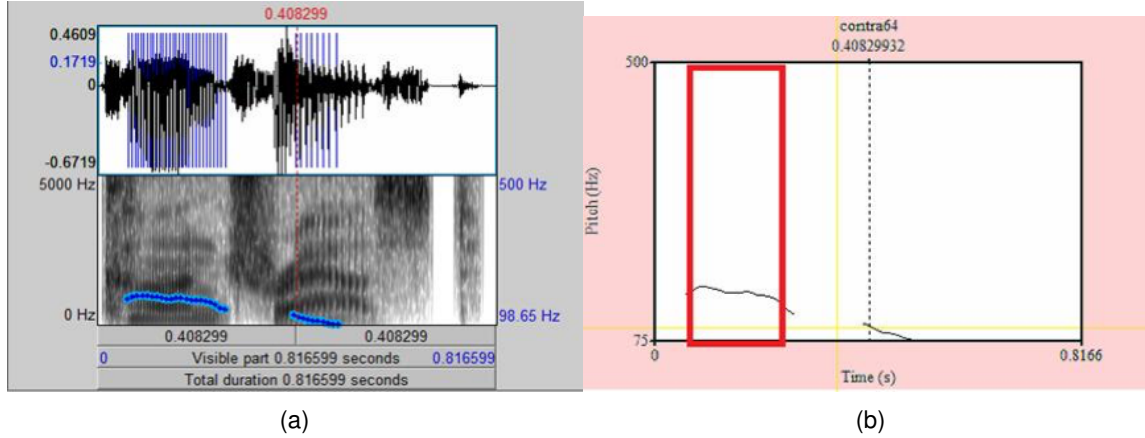 0.408299
0.4609
0.1719
0
-0.6719
5000 Hz
500 Hz
0 Hz
98.65 Hz
0.408299 0.408299
0 Visible part 0.816599 seconds 0.816599
Total duration 0.816599 seconds
(a)
contra64
0.40829932
500
Pitch (Hz)
75
0 0.8166
Time (s)
(b)